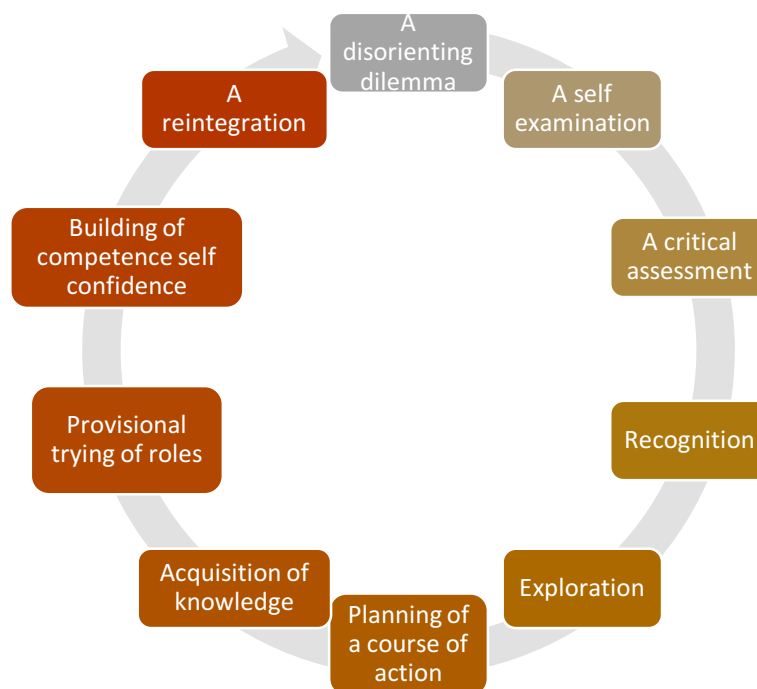 A
disorienting
dilemma
A self
examination
A critical
assessment
Recognition
Exploration
Planning of
a course of
action
Acquisition of
knowledge
Provisional
trying of roles
Building of
competence self
confidence
A
reintegration